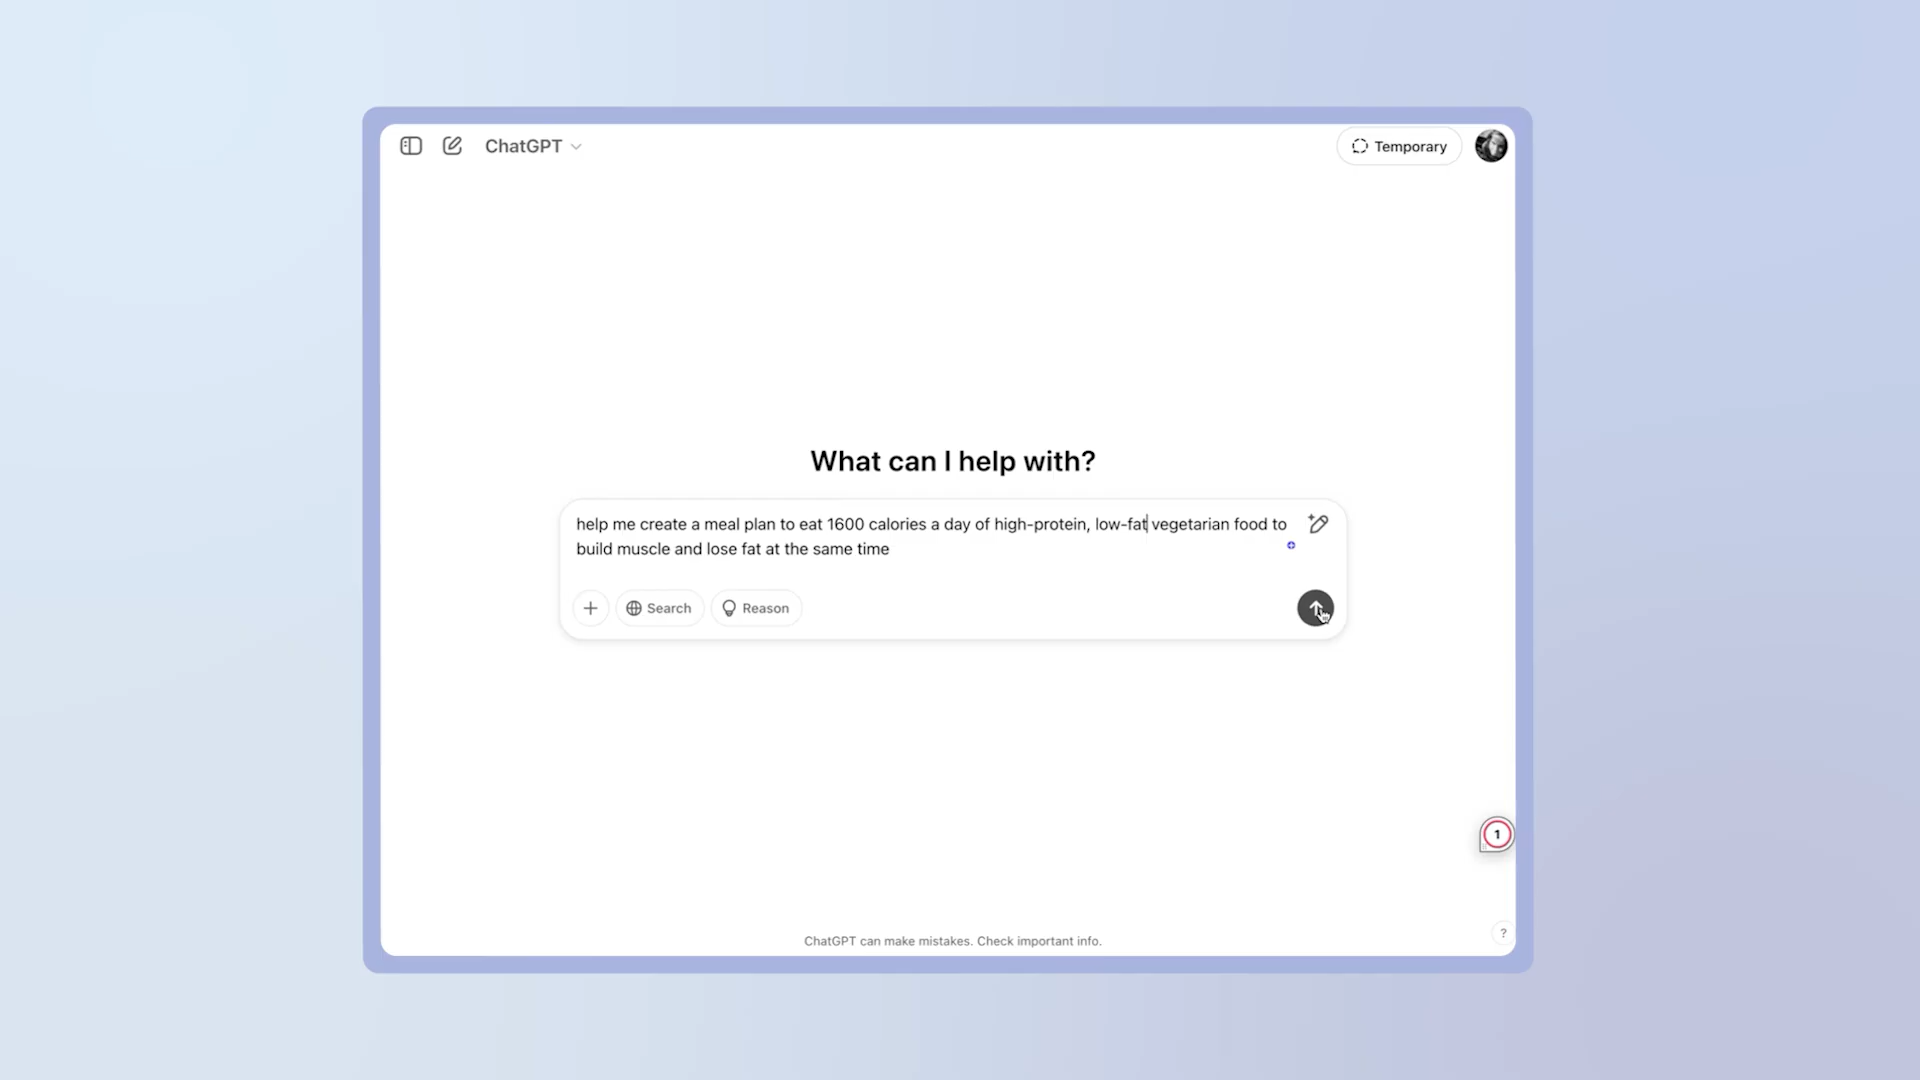 ChatGPT
Temporary
What can I help with?
help me create a meal plan to eat 1600 calories a day of high-protein, low-fat vegetarian food to
build muscle and lose fat at the same time
Search
Reason
1
ChatGPT can make mistakes. Check important info.
?